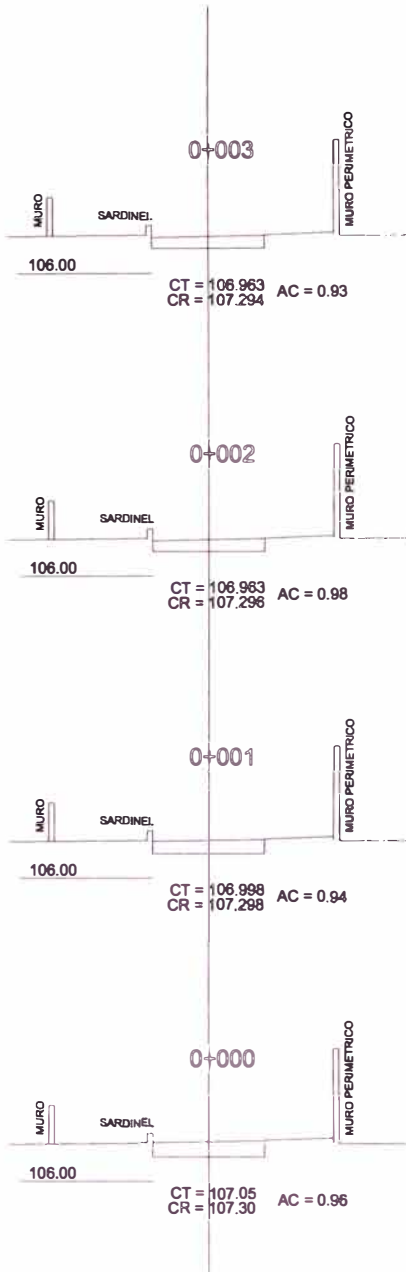 0+003
MURO
SARDINEL
MURO PERIMETRICO
106.00
CT = 106.963
CR = 107.294
AC = 0.93
0+002
MURO
SARDINEL
MURO PERIMETRICO
106.00
CT = 106.963
CR = 107.296
AC = 0.98
0+001
MURO
SARDINEL
MURO PERIMETRICO
106.00
CT = 106.998
CR = 107.298
AC = 0.94
0+000
MURO
SARDINEL
MURO PERIMETRICO
106.00
CT = 107.05
CR = 107.30
AC = 0.96